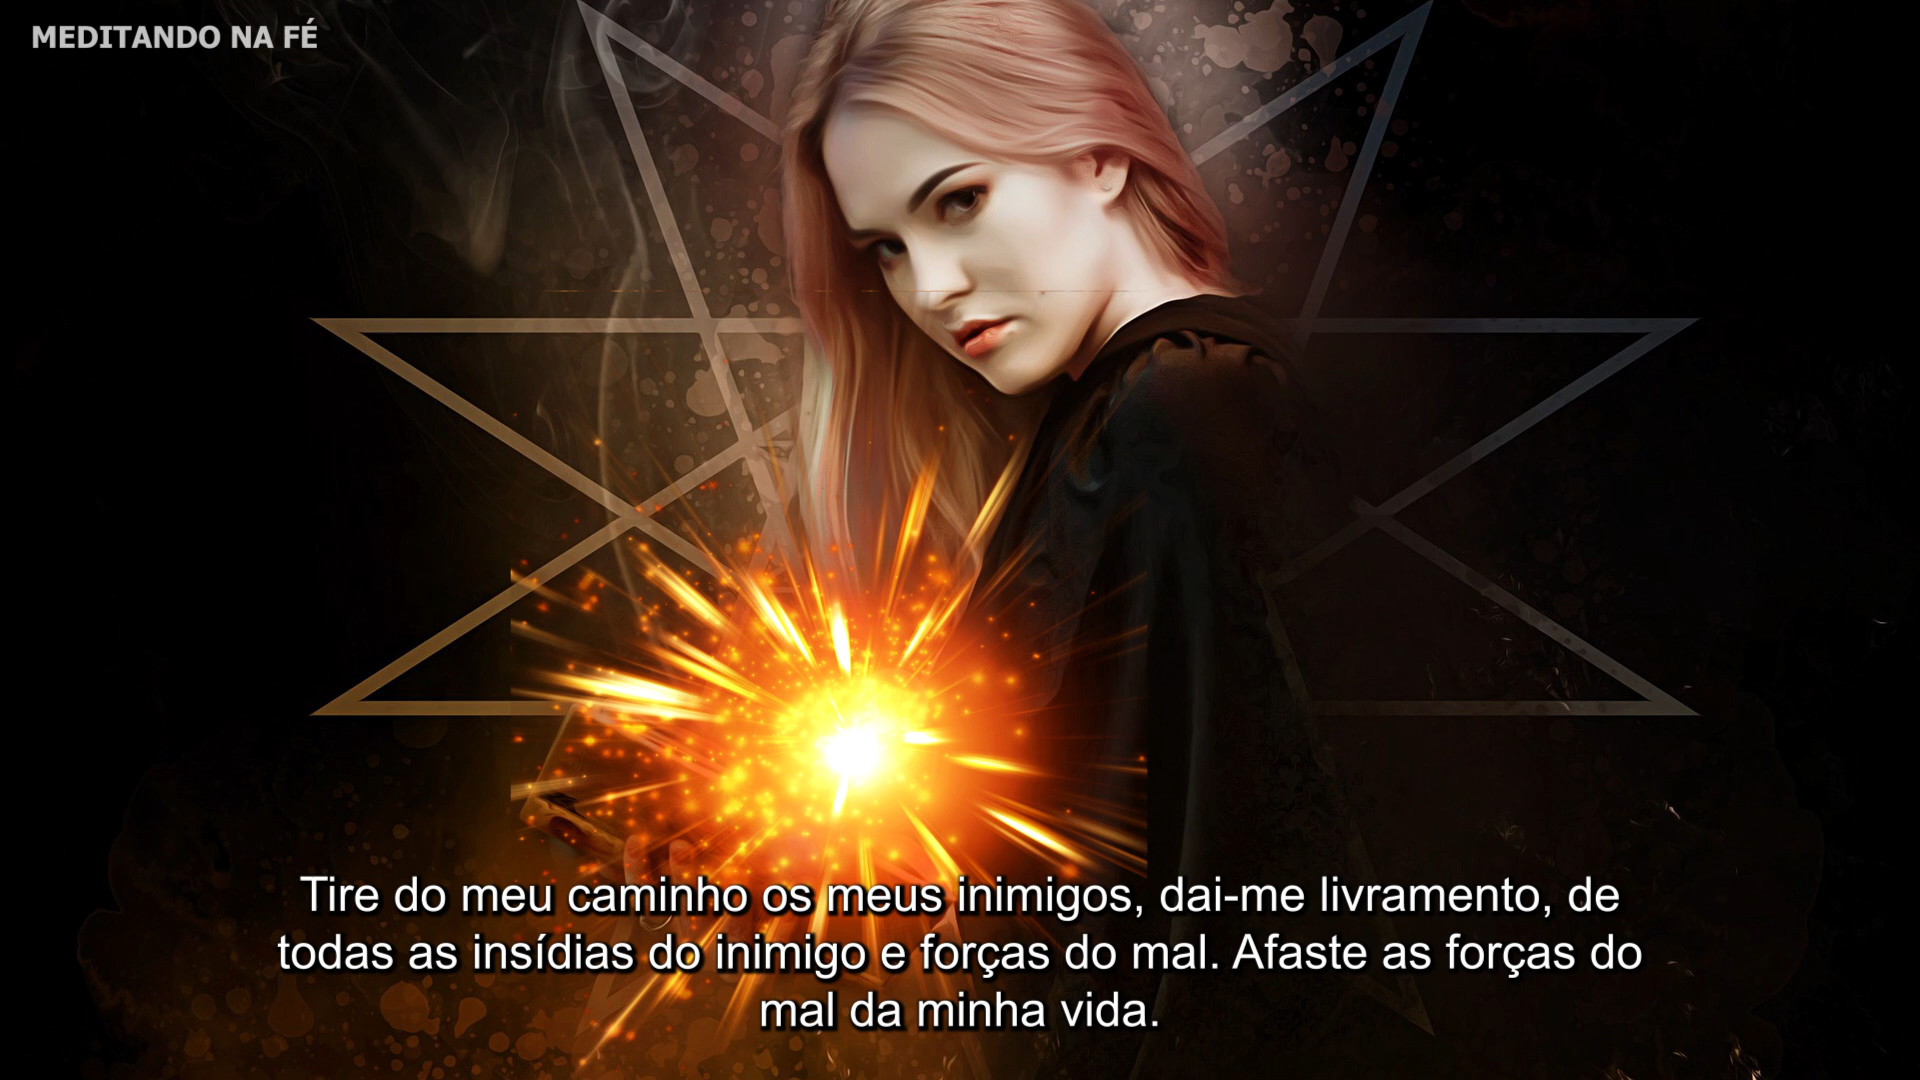 MEDITANDO NA FÉ
Tire do meu caminho os meus inimigos, dai-me livramento, de
todas as insídias do inimigo e forças do mal. Afaste as forças do
mal da minha vida.